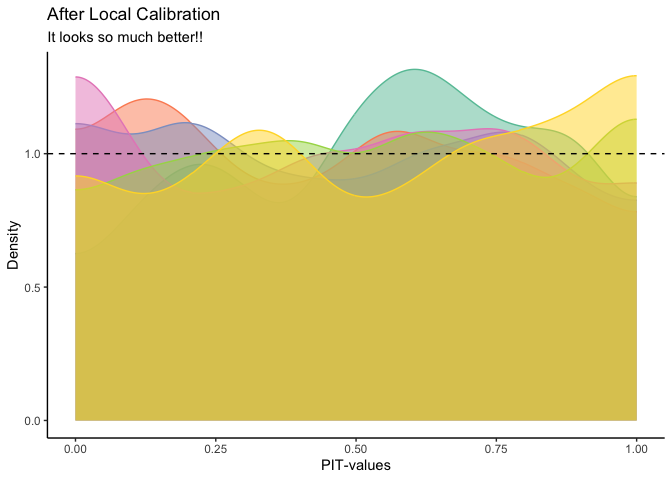 After Local Calibration
It looks so much better!!
Density
1.0
0.5
0.0
0.00 0.25 0.50 0.75 1.00
PIT-values